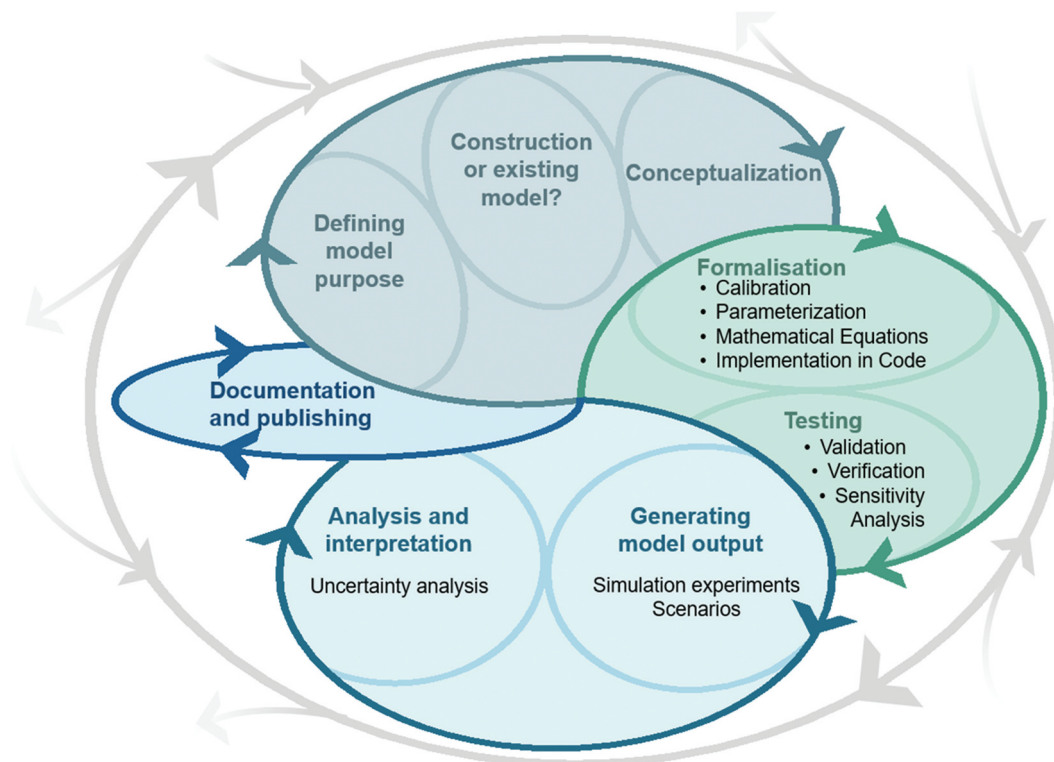 Construction
or existing
model?
Conceptualization
Defining
model
purpose
Formalisation
• Calibration
• Parameterization
• Mathematical Equations
• Implementation in Code
Documentation
and publishing
Testing
• Validation
• Verification
• Sensitivity
Analysis
Analysis and
interpretation
Uncertainty analysis
Generating
model output
Simulation experiments
Scenarios